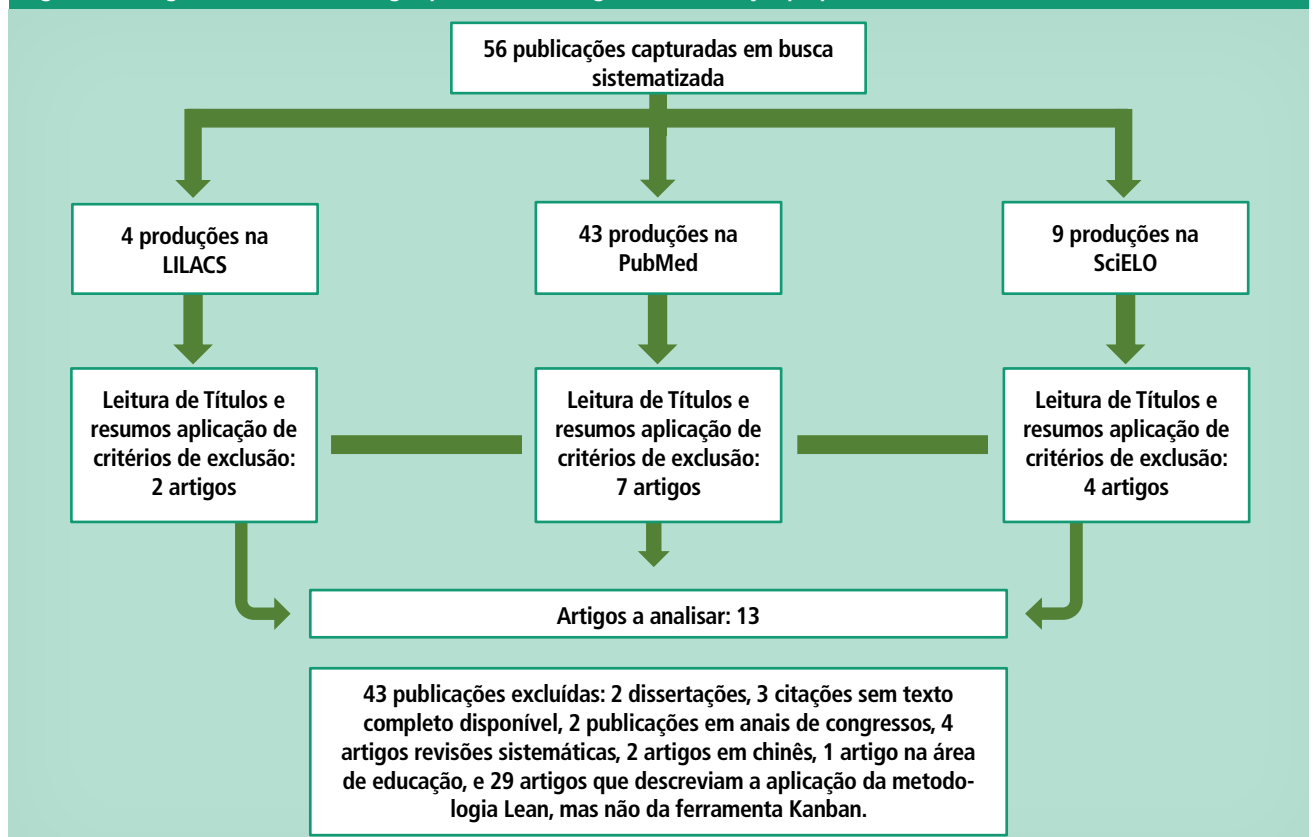 56 publicações capturadas em busca
sistematizada
4 produções na
LILACS
43 produções na
PubMed
9 produções na
SciELO
Leitura de Títulos e
resumos aplicação de
critérios de exclusão:
2 artigos
Leitura de Títulos e
resumos aplicação de
critérios de exclusão:
7 artigos
Leitura de Títulos e
resumos aplicação de
critérios de exclusão:
4 artigos
Artigos a analisar: 13
43 publicações excluídas: 2 dissertações, 3 citações sem texto
completo disponível, 2 publicações em anais de congressos, 4
artigos revisões sistemáticas, 2 artigos em chinês, 1 artigo na área
de educação, e 29 artigos que descreviam a aplicação da metodo-
logia Lean, mas não da ferramenta Kanban.